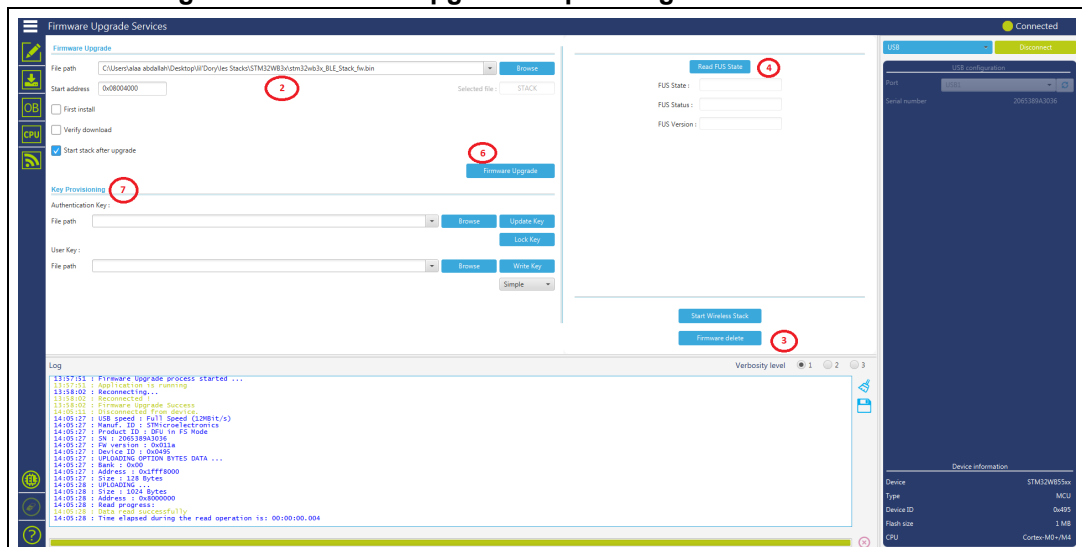 Firmware Upgrade Services
Connected
Firmware Upgrade
File path C:\Users\alaa abdallah\Desktop\lil'Dory\les Stacks\STM32WB3x\stm32wb3x_BLE_Stack_fw.bin Browse
Start address 0x08004000 2 Selected file : STACK
First install
Verify download
Start stack after upgrade
6
Firmware Upgrade
Key Provisioning 7
Authentication Key :
File path Browse Update Key
Lock Key
User Key :
File path Browse Write Key
Simple
Read FUS State 4
FUS State :
FUS Status :
FUS Version :
Start Wireless Stack
Firmware delete 3
USB Disconnect
USB configuration
Port USB1
Serial number 2065389A3036
OB
CPU
Log Verbosity level 1 2 3
13:57:51 : Firmware Upgrade process started ...
13:57:51 : Application is running
13:58:02 : Reconnecting...
13:58:02 : Reconnected !
13:58:02 : Firmware Upgrade Success
14:05:11 : Disconnected from device.
14:05:27 : USB speed : Full Speed (12MBit/s)
14:05:27 : Manuf. ID : STMicroelectronics
14:05:27 : Product ID : DFU in FS Mode
14:05:27 : SN : 2065389A3036
14:05:27 : FW version : 0x011a
14:05:27 : Device ID : 0x0495
14:05:27 : UPLOADING OPTION BYTES DATA ...
14:05:27 : Bank : 0x00
14:05:27 : Address : 0x1fff8000
14:05:27 : Size : 128 Bytes
14:05:28 : UPLOADING ...
14:05:28 : Size : 1024 Bytes
14:05:28 : Address : 0x8000000
14:05:28 : Read progress:
14:05:28 : Data read successfully
14:05:28 : Time elapsed during the read operation is: 00:00:00.004
Device information
Device STM32WB55xx
Type MCU
Device ID 0x495
Flash size 1 MB
CPU Cortex-M0+/M4